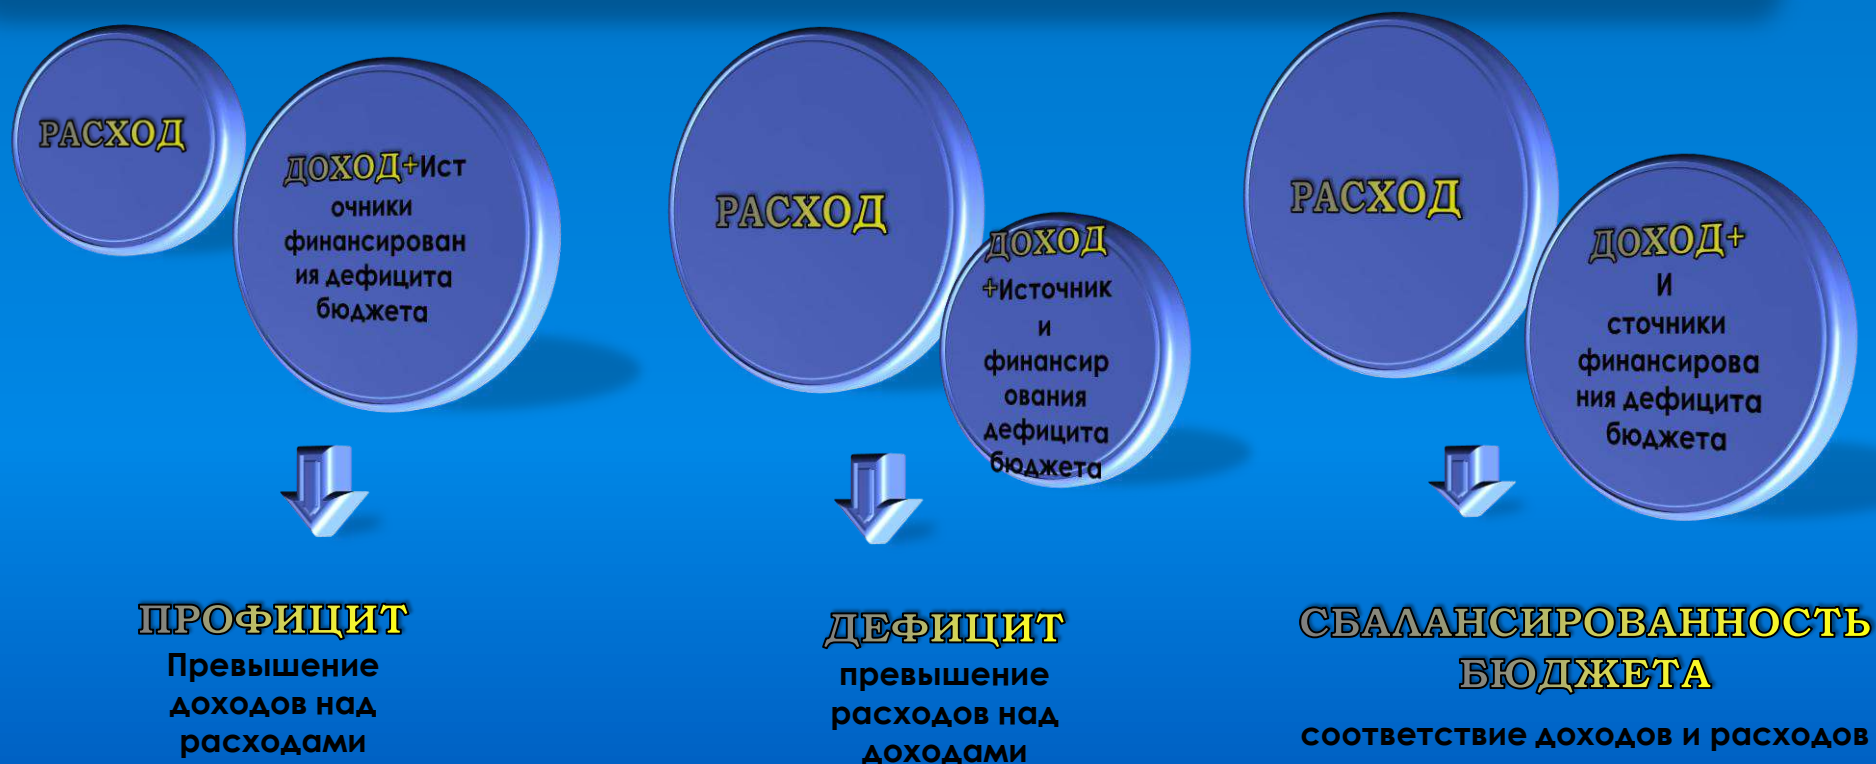 РАСХОД
ДОХОД+Ист
очники
финансирован
ия дефицита
бюджета
РАСХОД
ДОХОД
+Источник
и
финансир
ования
дефицита
бюджета
РАСХОД
ДОХОД+
И
сточники
финансирова
ния дефицита
бюджета
ПРОФИЦИТ
Превышение
доходов над
расходами
ДЕФИЦИТ
превышение
расходов над
доходами
СБАЛАНСИРОВАННОСТЬ
БЮДЖЕТА
соответствие доходов и расходов